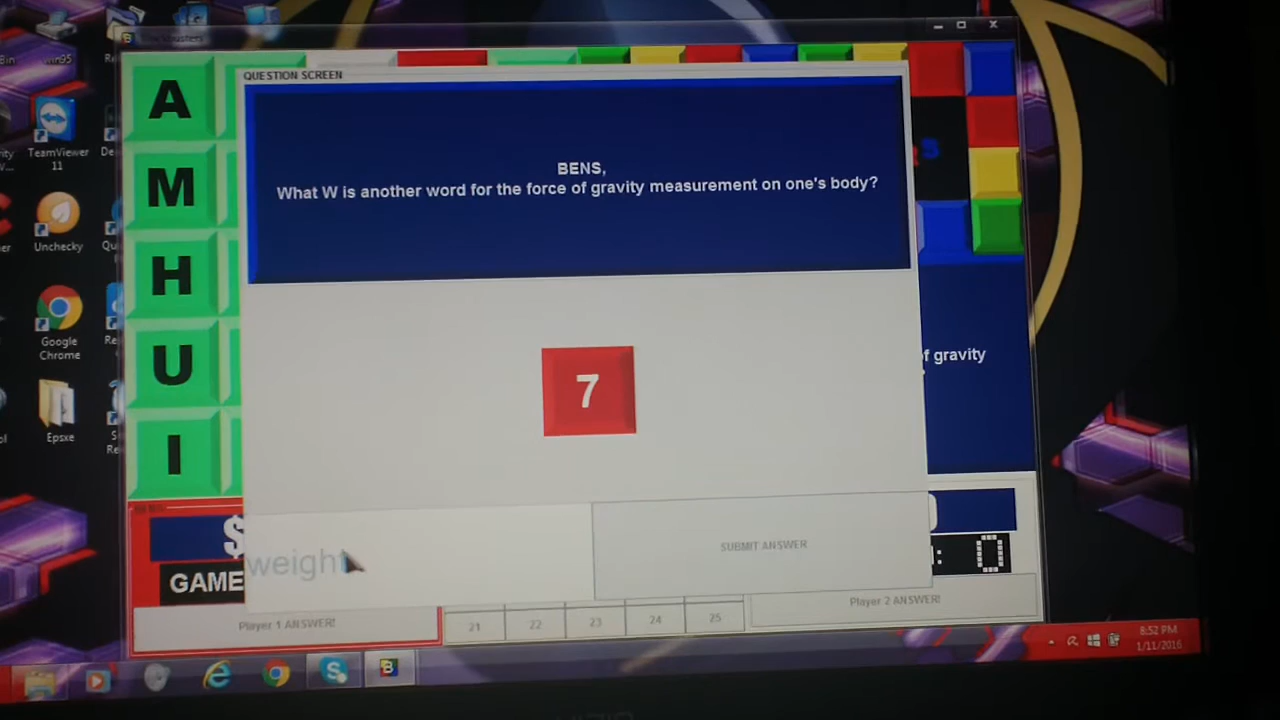 TeamViewer
11
Unchecky
Google
Chrome
Epsxe
A
M
H
U
I
QUESTION SCREEN
BENS,
What W is another word for the force of gravity measurement on one's body?
7
f gravity
weight
SUBMIT ANSWER
$
GAME
0
Player 1 ANSWER!
21
22
23
24
25
Player 2 ANSWER!
8:52 PM
1/11/2016